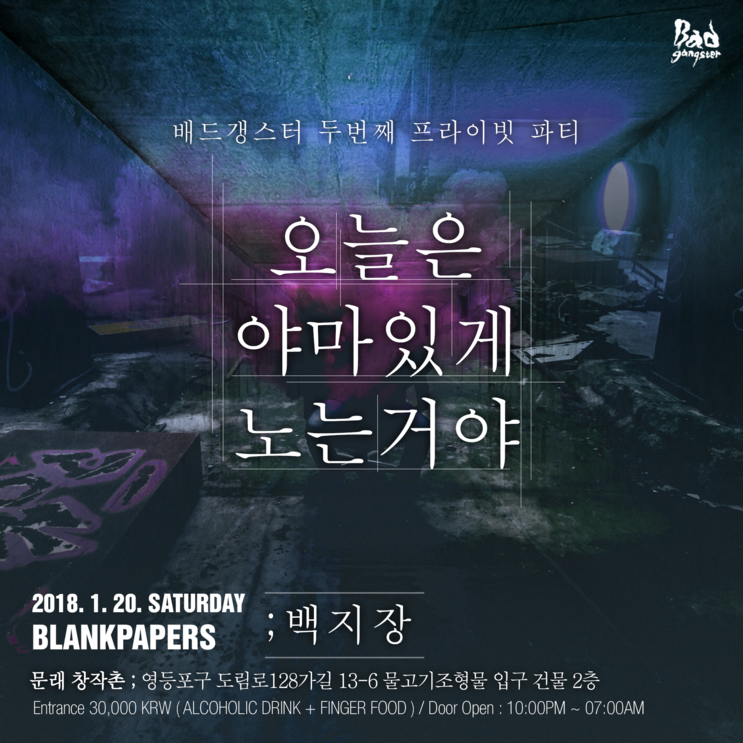 Bad
gangster
배드갱스터 두번째 프라이빗 파티
오늘은
야마있게
노는거야
2018. 1. 20. SATURDAY
BLANKPAPERS ; 백지장
문래 창작촌 ; 영등포구 도림로128가길 13-6 물고기조형물 입구 건물 2층
Entrance 30,000 KRW ( ALCOHOLIC DRINK + FINGER FOOD ) / Door Open : 10:00PM ~ 07:00AM